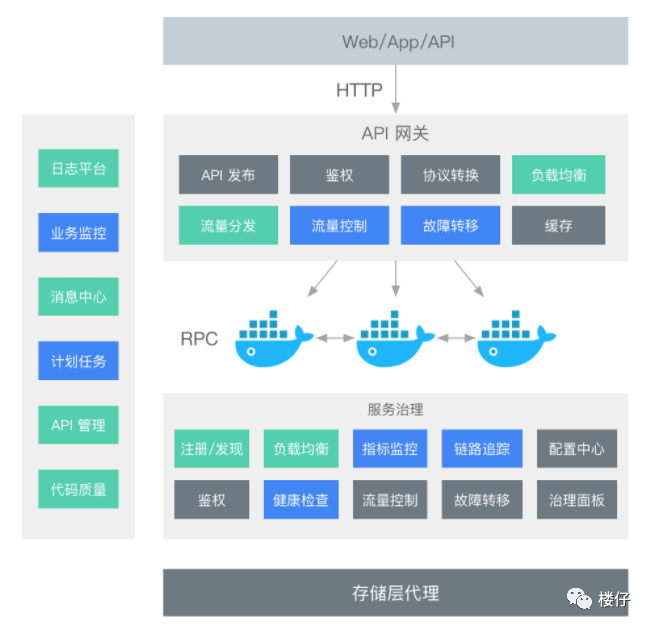 Web/App/API
HTTP
API 网关
API 发布
鉴权
协议转换
负载均衡
流量分发
流量控制
故障转移
缓存
日志平台
业务监控
消息中心
计划任务
API 管理
代码质量
RPC
服务治理
注册/发现
负载均衡
指标监控
链路追踪
配置中心
鉴权
健康检查
流量控制
故障转移
治理面板
存储层代理
楼仔